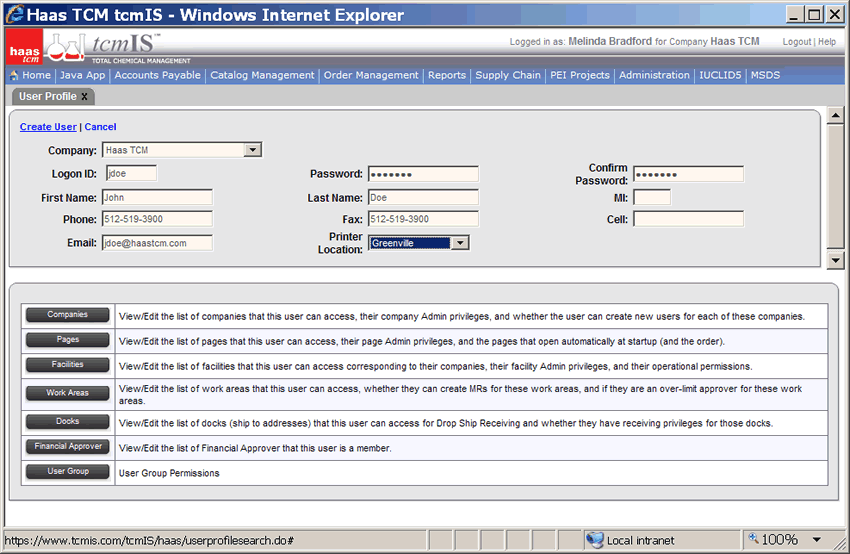 Haas TCM tcmIS - Windows Internet Explorer
haas tcm
tcmIS™
TOTAL CHEMICAL MANAGEMENT
Logged in as: Melinda Bradford for Company Haas TCM
Logout | Help
Home | Java App | Accounts Payable | Catalog Management | Order Management | Reports | Supply Chain | PEI Projects | Administration | IUCLID5 | MSDS
User Profile X
Create User | Cancel
Company: Haas TCM
Logon ID: jdoe Password: ••••••• Confirm Password: •••••••
First Name: John Last Name: Doe MI:
Phone: 512-519-3900 Fax: 512-519-3900 Cell:
Email: jdoe@haastcm.com Printer Location: Greenville
Companies View/Edit the list of companies that this user can access, their company Admin privileges, and whether the user can create new users for each of these companies.
Pages View/Edit the list of pages that this user can access, their page Admin privileges, and the pages that open automatically at startup (and the order).
Facilities View/Edit the list of facilities that this user can access corresponding to their companies, their facility Admin privileges, and their operational permissions.
Work Areas View/Edit the list of work areas that this user can access, whether they can create MRs for these work areas, and if they are an over-limit approver for these work
areas.
Docks View/Edit the list of docks (ship to addresses) that this user can access for Drop Ship Receiving and whether they have receiving privileges for those docks.
Financial Approver View/Edit the list of Financial Approver that this user is a member.
User Group User Group Permissions
https://www.tcmis.com/tcmIS/haas/userprofilesearch.do#
Local intranet
100%